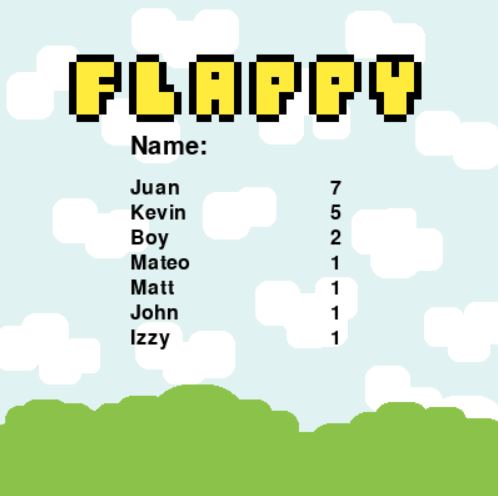 FLAPPY
Name:
Juan 7
Kevin 5
Boy 2
Mateo 1
Matt 1
John 1
Izzy 1